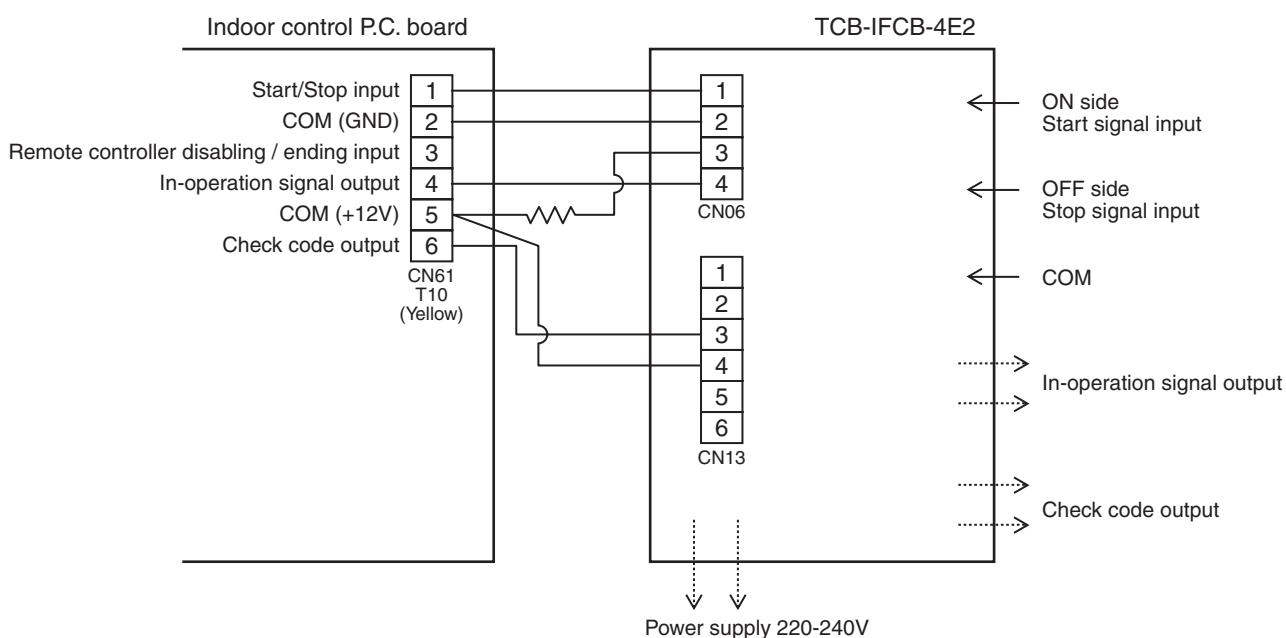 Indoor control P.C. board
TCB-IFCB-4E2
Start/Stop input 1
COM (GND) 2
Remote controller disabling / ending input 3
In-operation signal output 4
COM (+12V) 5
Check code output 6
CN61
T10
(Yellow)
1
2
3
4
CN06
1
2
3
4
5
6
CN13
ON side
Start signal input
OFF side
Stop signal input
COM
In-operation signal output
Check code output
Power supply 220-240V